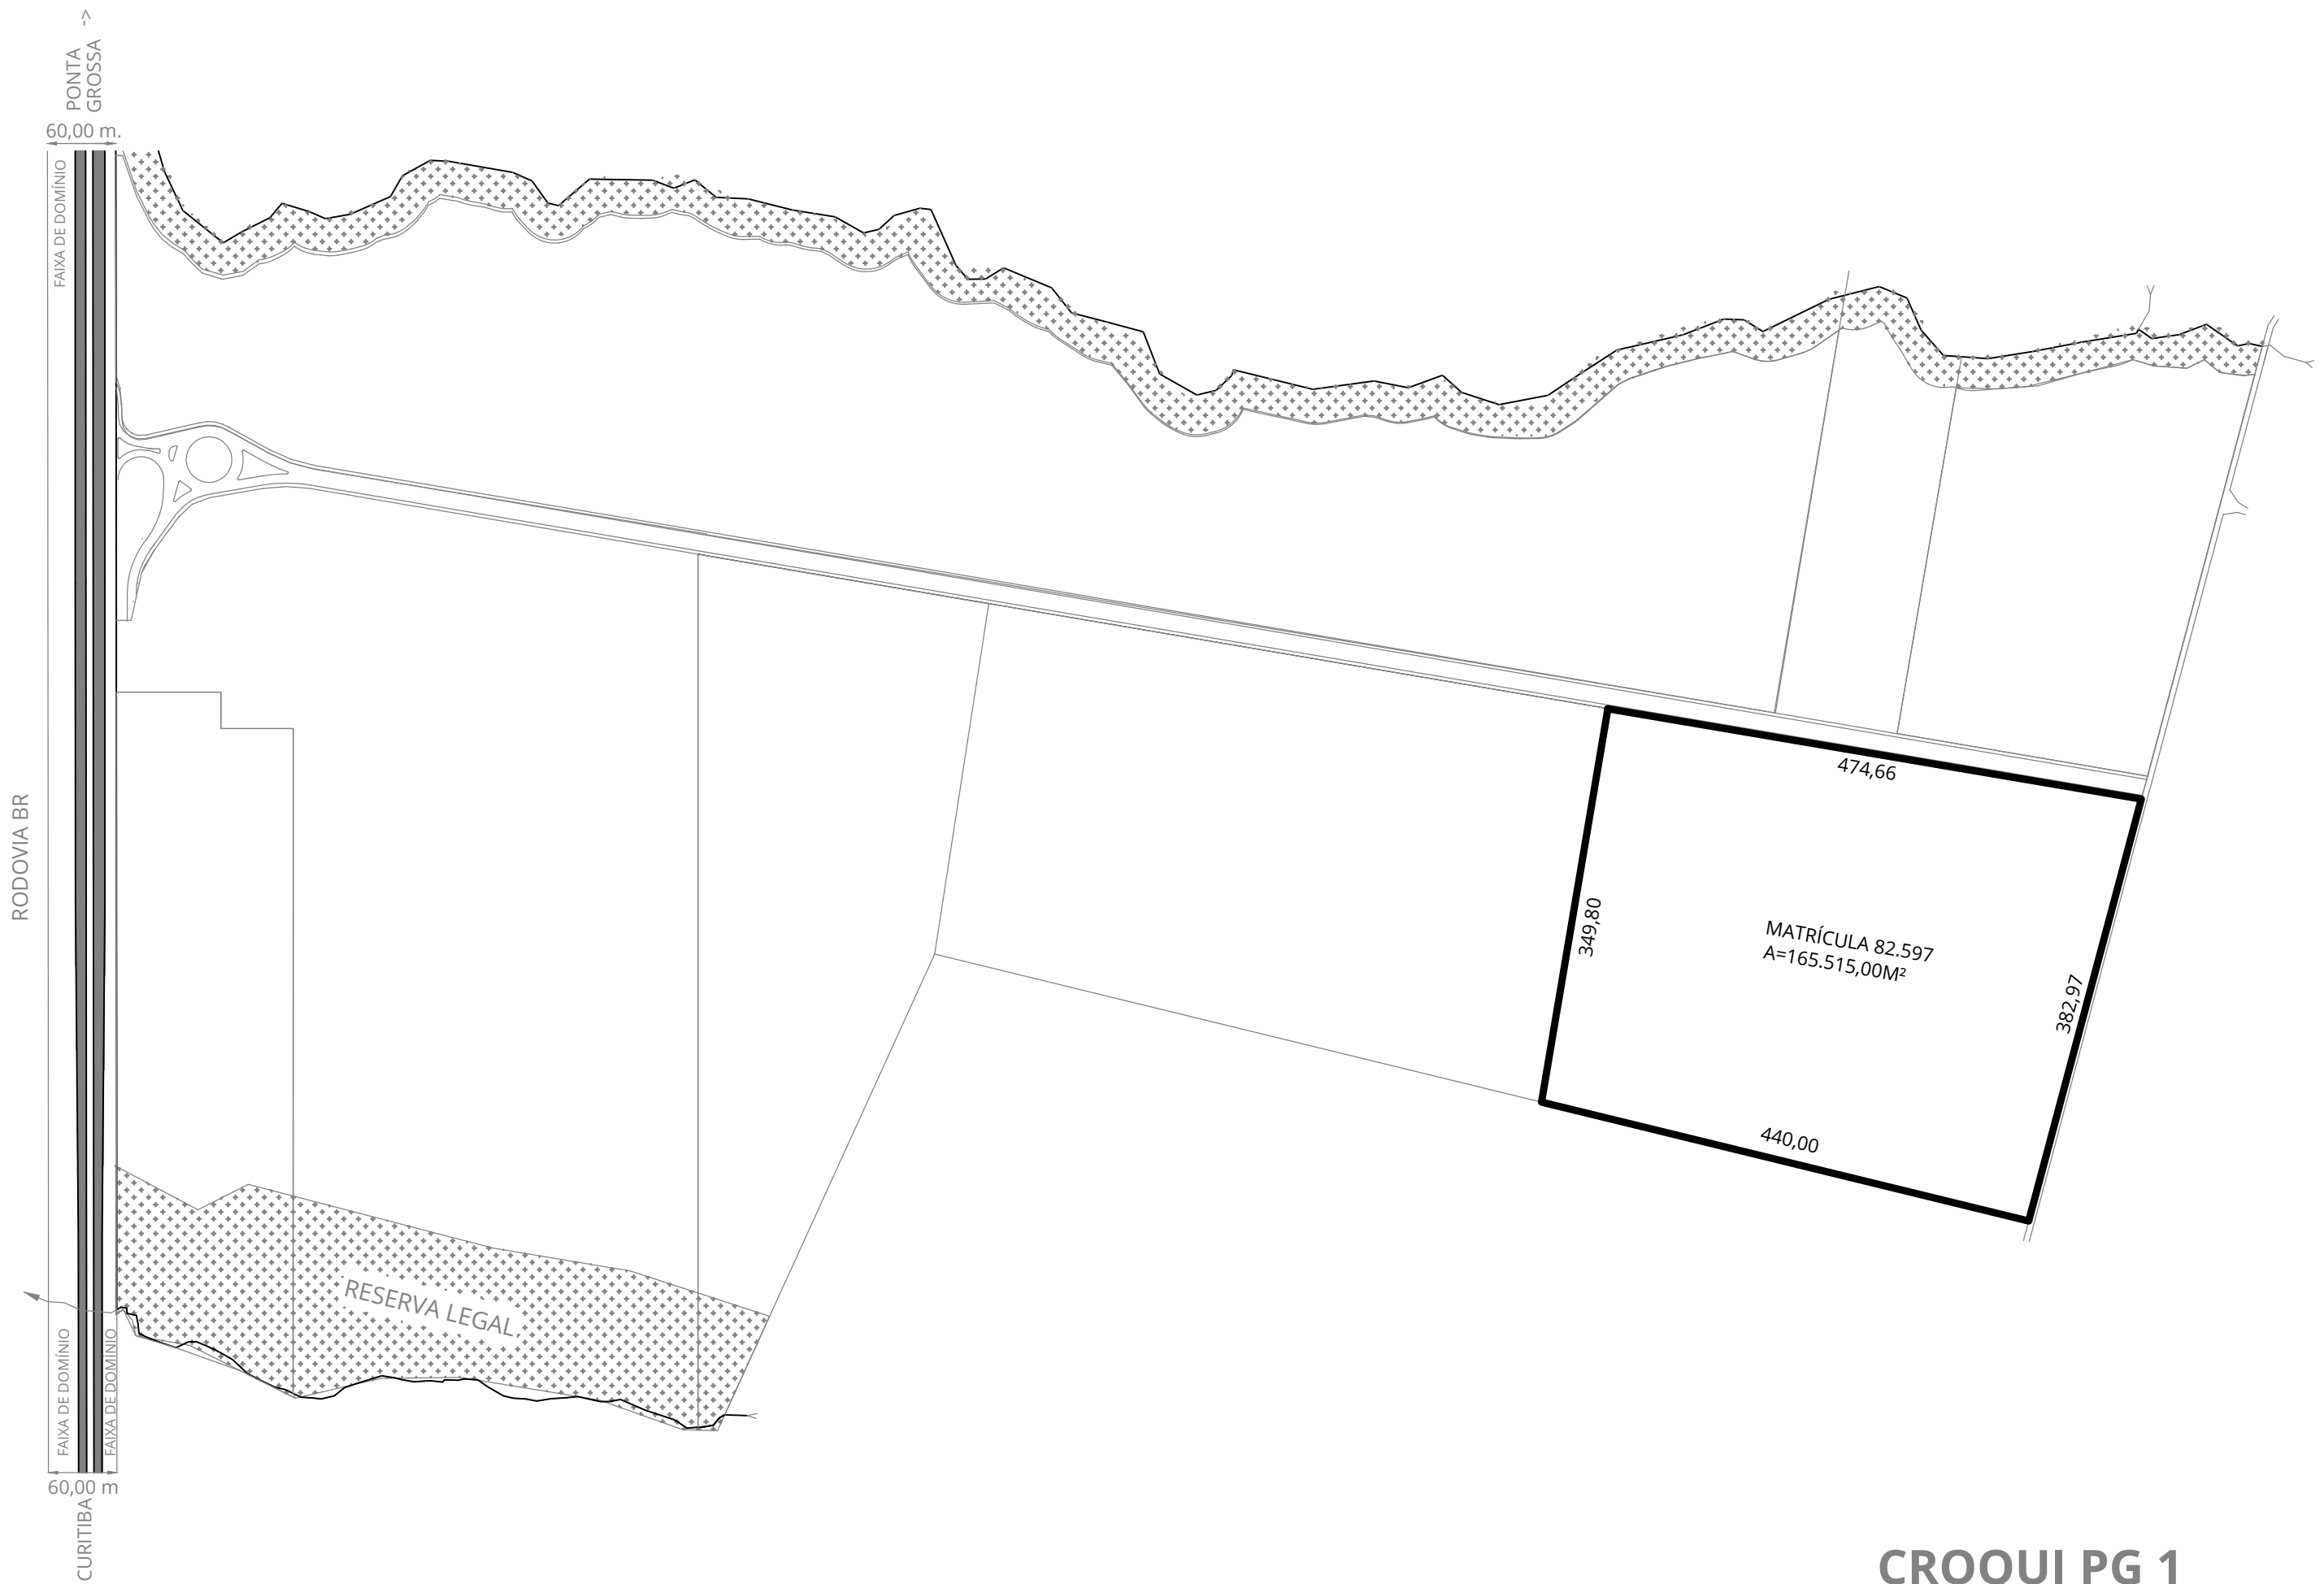 PONTA
GROSSA ->
60,00 m.
FAIXA DE DOMÍNIO
RODOVIA BR
474,66
349,80
MATRÍCULA 82.597
A=165.515,00M²
382,97
440,00
RESERVA LEGAL
FAIXA DE DOMÍNIO
FAIXA DE DOMÍNIO
60,00 m
CURITIBA
CROQUI PG 1